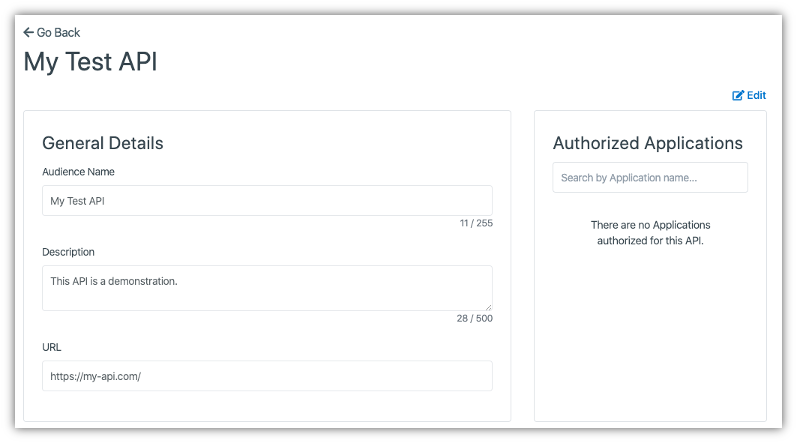 Go Back
My Test API
Edit
General Details
Audience Name
My Test API
11 / 255
Description
This API is a demonstration.
28 / 500
URL
https://my-api.com/
Authorized Applications
Search by Application name...
There are no Applications
authorized for this API.